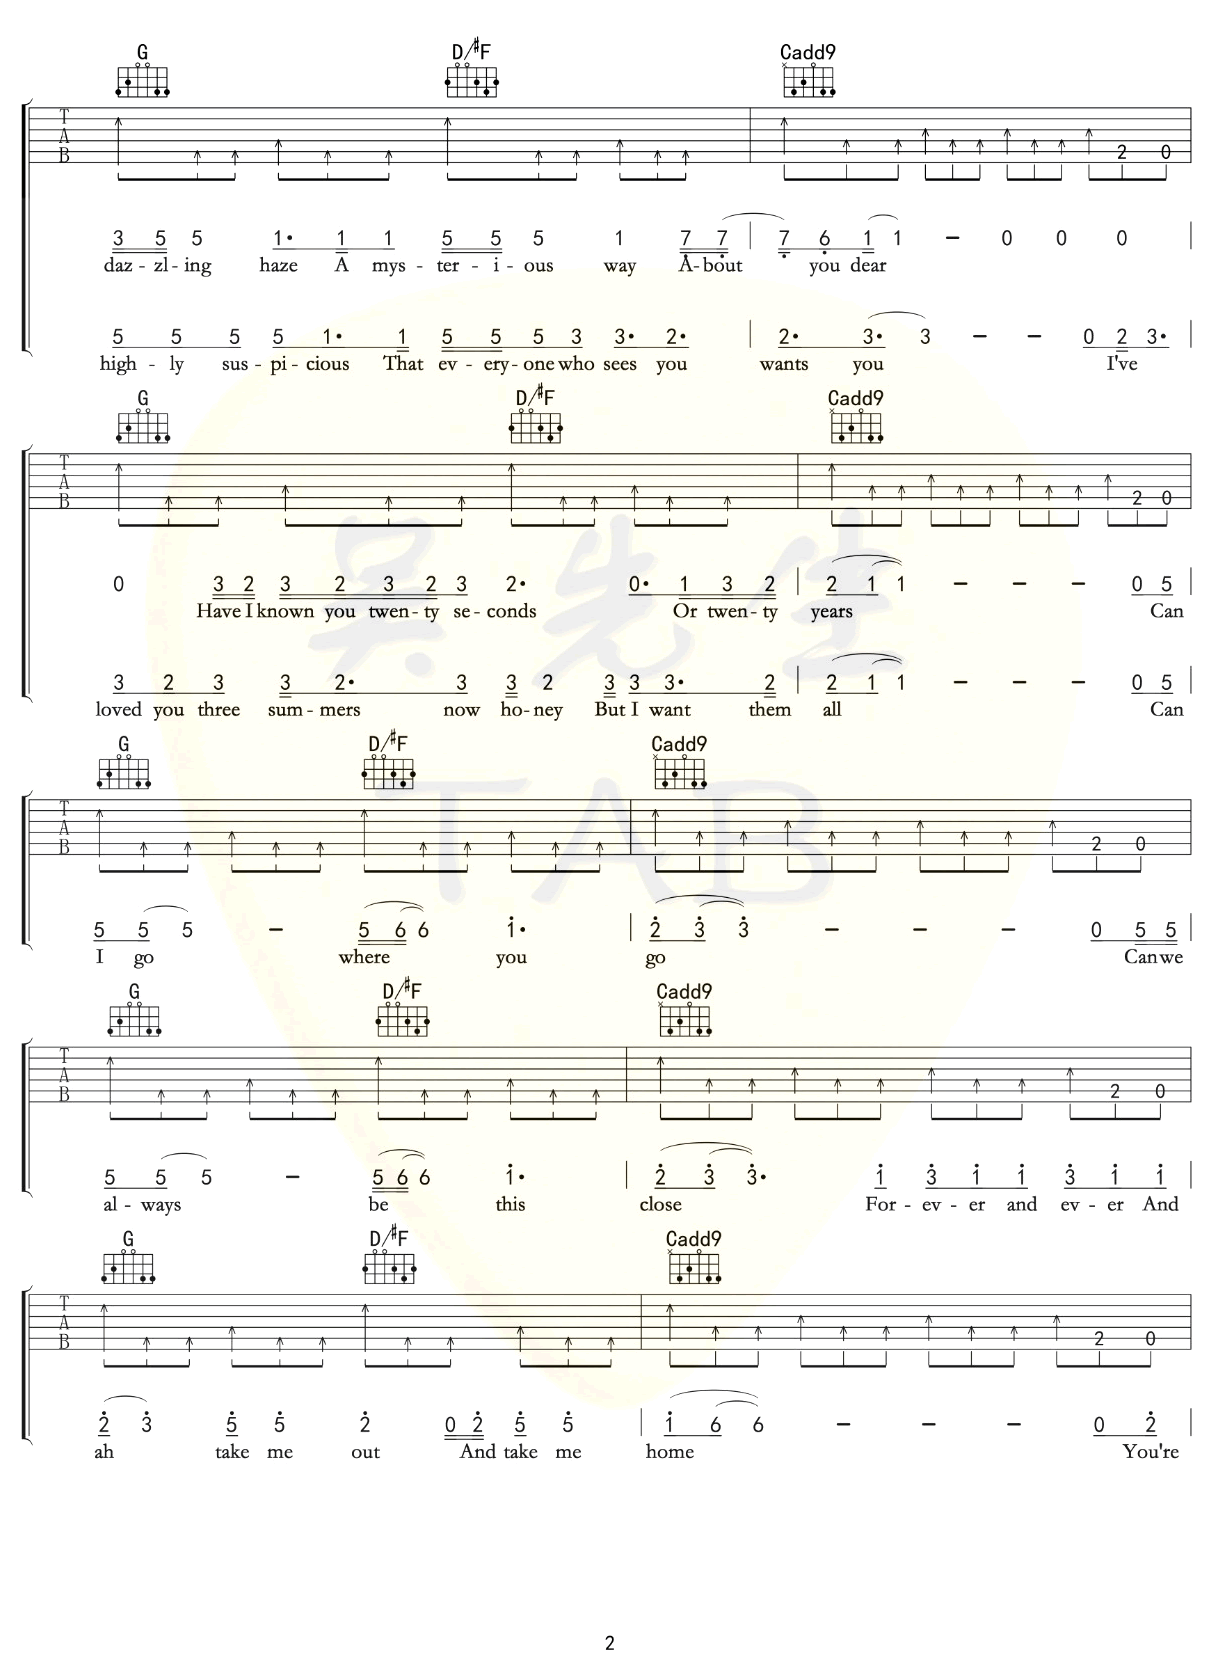 G D/#F Cadd9
T
A
B 2 0
3 5 5 1• 1 1 5 5 5 1 7 7 | 7 6 1 1 – 0 0 0 |
daz - zl - ing haze A mys - ter - i - ous way A - bout you dear
5 5 5 5 1• 1 5 5 5 3 3• 2• | 2• 3• 3 – – 0 2 3• |
high - ly sus - pi - cious That ev - ery - one who sees you wants you I've
G D/#F Cadd9
T
A
B 2 0
0 3 2 3 2 3 2 3 2• 0• 1 3 2 | 2 1 1 – – – 0 5 |
Have I known you twen - ty se - conds Or twen - ty years Can
3 2 3 3 2• 3 3 2 3 3 3• 2 | 2 1 1 – – – 0 5 |
loved you three sum - mers now ho - ney But I want them all Can
吴先生
G D/#F Cadd9
TAB
T
A
B 2 0
5 5 5 – 5 6 6 1• | 2 3 3 – – – 0 5 5 |
I go where you go Can we
G D/#F Cadd9
T
A
B 2 0
5 5 5 – 5 6 6 1• | 2 3 3• 1 3 1 1 3 1 1 |
al - ways be this close For - ev - er and ev - er And
G D/#F Cadd9
T
A
B 2 0
2 3 5 5 2 0 2 5 5 | 1 6 6 – – – 0 2 |
ah take me out And take me home You're
2